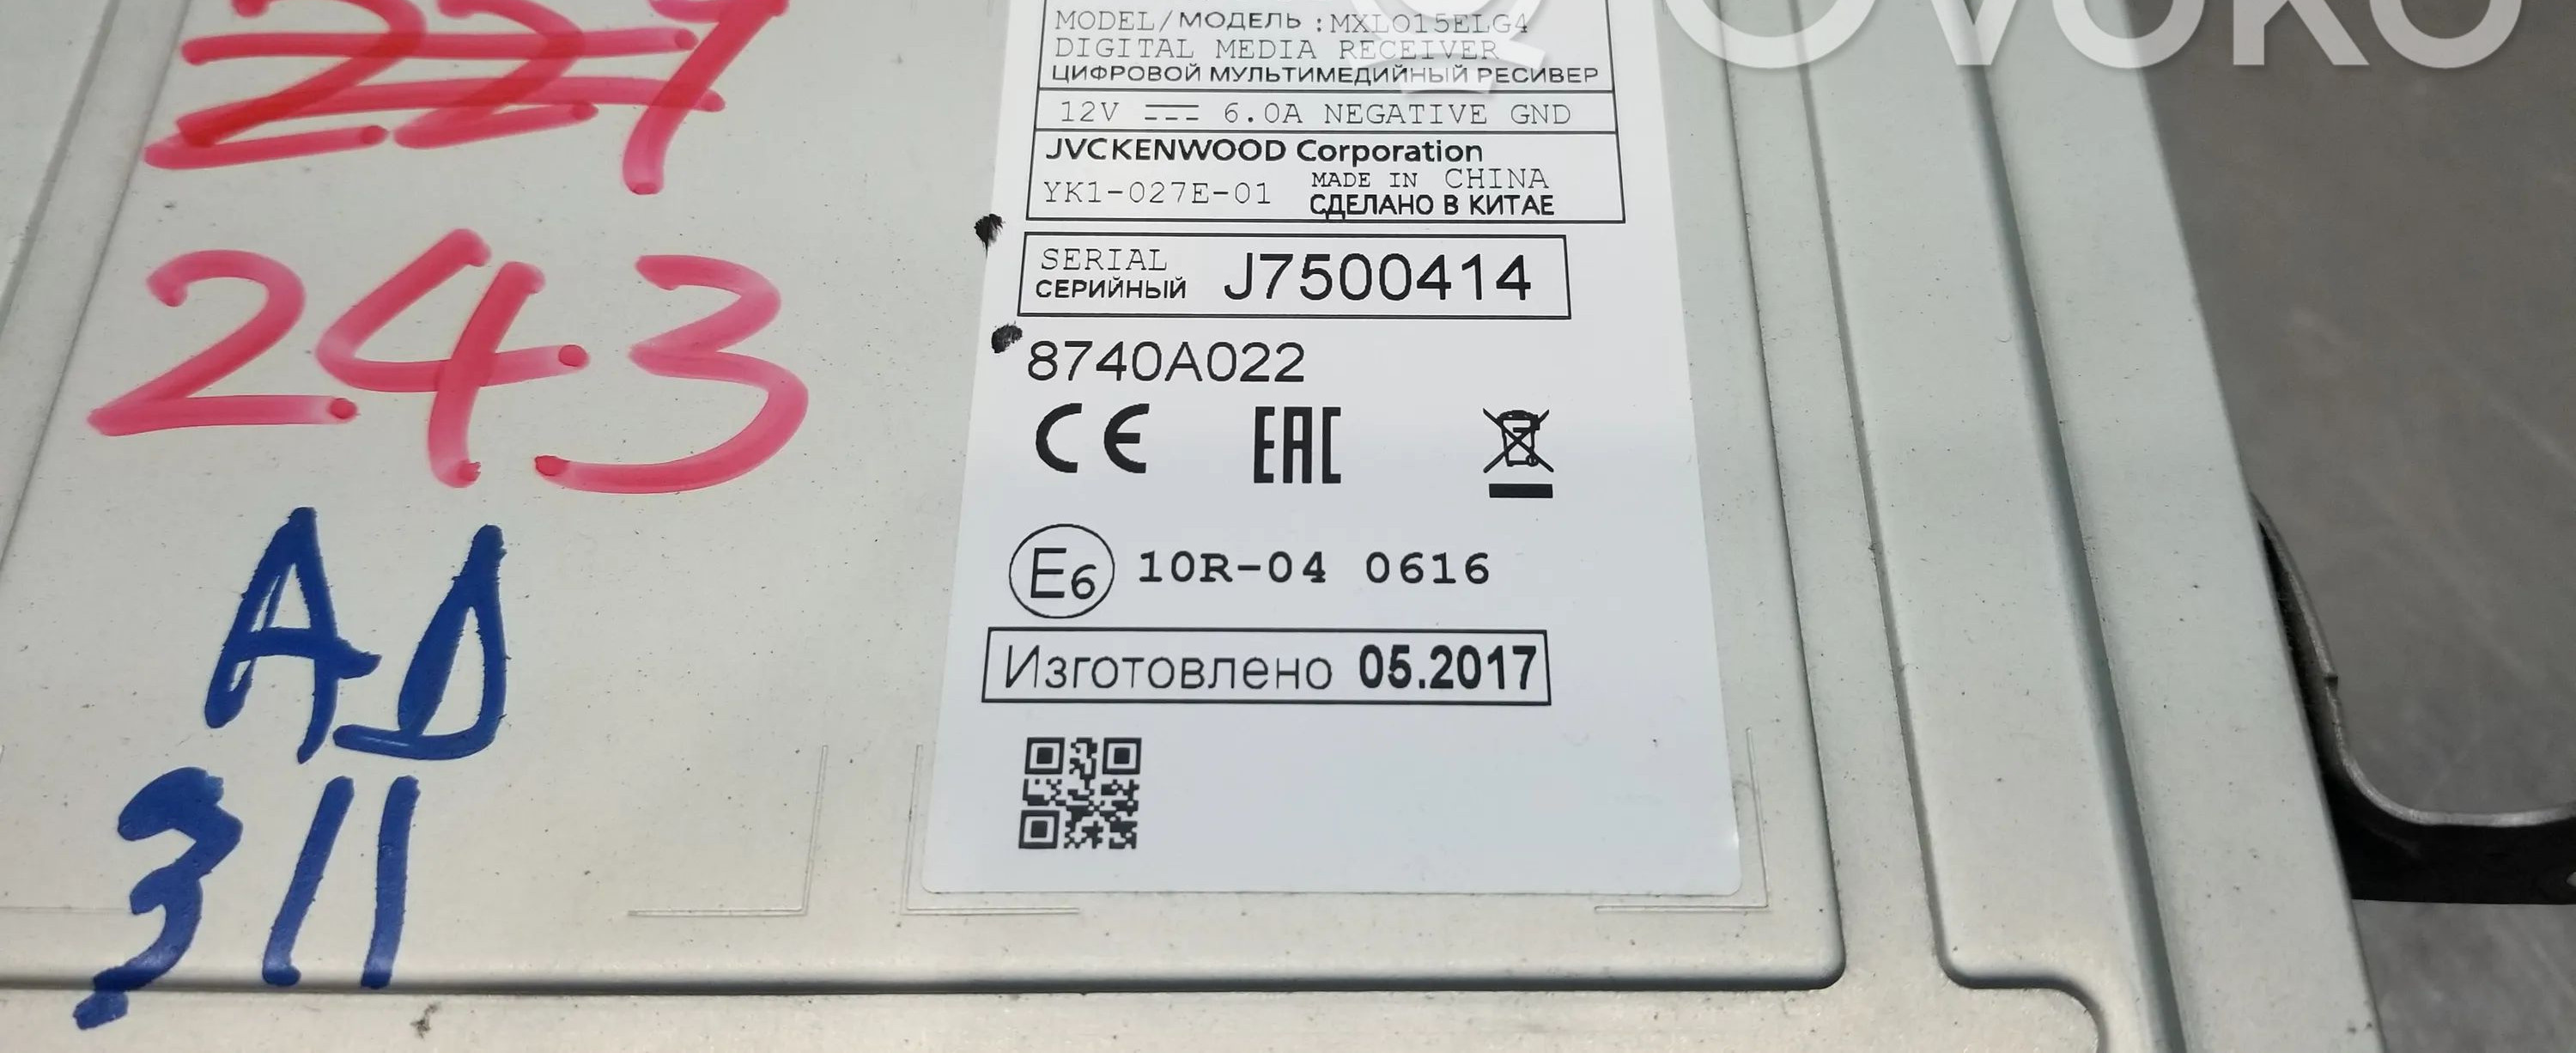 227
243
AD
311
OVOKO
MODEL/МОДЕЛЬ :MXL015ELG4
DIGITAL MEDIA RECEIVER
ЦИФРОВОЙ МУЛЬТИМЕДИЙНЫЙ РЕСИВЕР
12V 6.0A NEGATIVE GND
JVCKENWOOD Corporation
YK1-027E-01 MADE IN CHINA
СДЕЛАНО В КИТАЕ
SERIAL
СЕРИЙНЫЙ J7500414
8740A022
CE EAC
E6 10R-04 0616
Изготовлено 05.2017